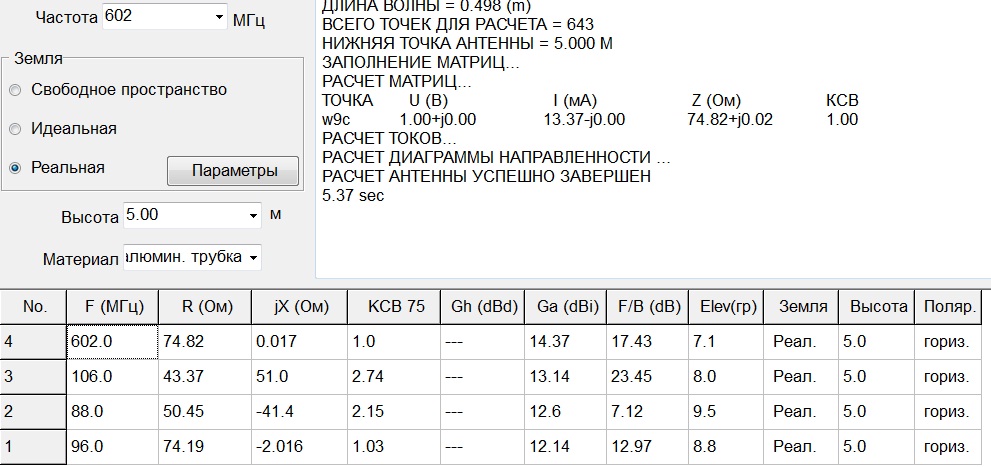 Частота 602 МГц
Земля
Свободное пространство
Идеальная
Реальная Параметры
Высота 5.00 м
Материал алюмин. трубка
ДЛИНА ВОЛНЫ = 0.498 (m)
ВСЕГО ТОЧЕК ДЛЯ РАСЧЕТА = 643
НИЖНЯЯ ТОЧКА АНТЕННЫ = 5.000 М
ЗАПОЛНЕНИЕ МАТРИЦ...
РАСЧЕТ МАТРИЦ...
ТОЧКА U (В) I (мА) Z (Ом) КСВ
w9c 1.00+j0.00 13.37-j0.00 74.82+j0.02 1.00
РАСЧЕТ ТОКОВ...
РАСЧЕТ ДИАГРАММЫ НАПРАВЛЕННОСТИ ...
РАСЧЕТ АНТЕННЫ УСПЕШНО ЗАВЕРШЕН
5.37 sec
No. F (МГц) R (Ом) jX (Ом) КСВ 75 Gh (dBd) Ga (dBi) F/B (dB) Elev(гр) Земля Высота Поляр.
4 602.0 74.82 0.017 1.0 --- 14.37 17.43 7.1 Реал. 5.0 гориз.
3 106.0 43.37 51.0 2.74 --- 13.14 23.45 8.0 Реал. 5.0 гориз.
2 88.0 50.45 -41.4 2.15 --- 12.6 7.12 9.5 Реал. 5.0 гориз.
1 96.0 74.19 -2.016 1.03 --- 12.14 12.97 8.8 Реал. 5.0 гориз.